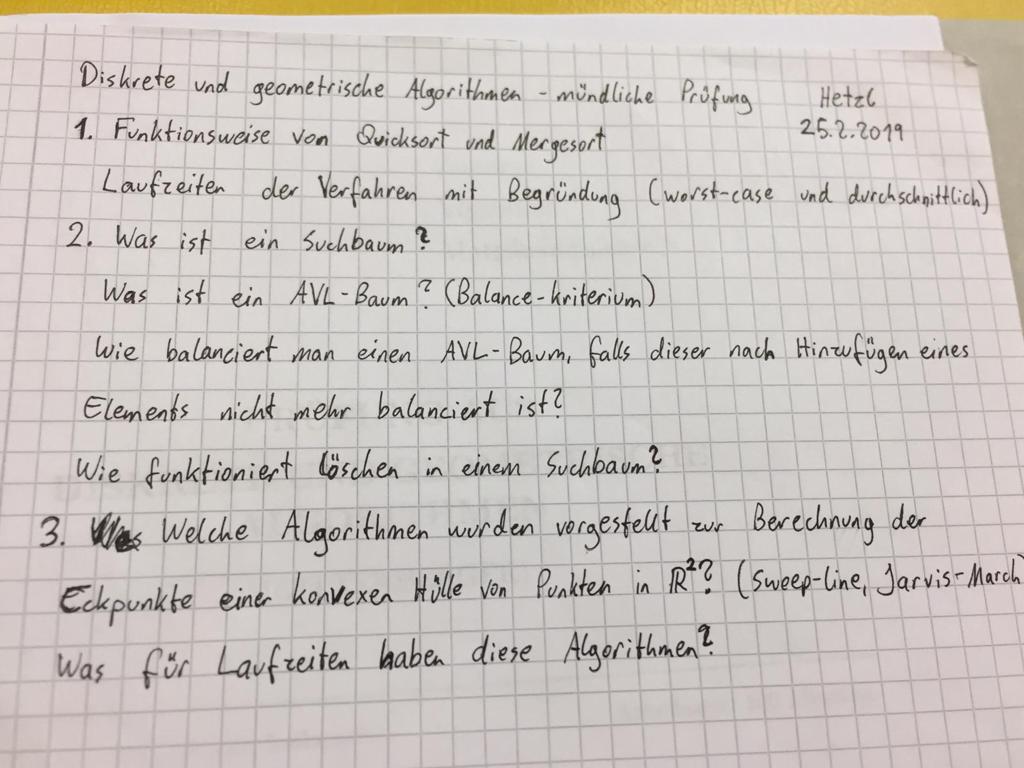 Diskrete und geometrische Algorithmen - mündliche Prüfung Hetzl
25.2.2019
1. Funktionsweise von Quicksort und Mergesort
Laufzeiten der Verfahren mit Begründung (worst-case und durchschnittlich)
2. Was ist ein Suchbaum?
Was ist ein AVL-Baum? (Balance-kriterium)
Wie balanciert man einen AVL-Baum, falls dieser nach Hinzufügen eines
Elements nicht mehr balanciert ist?
Wie funktioniert löschen in einem Suchbaum?
3. Welche Algorithmen wurden vorgestellt zur Berechnung der
Eckpunkte einer konvexen Hülle von Punkten in ℝ²? (Sweep-line, Jarvis-March
Was für Laufzeiten haben diese Algorithmen?